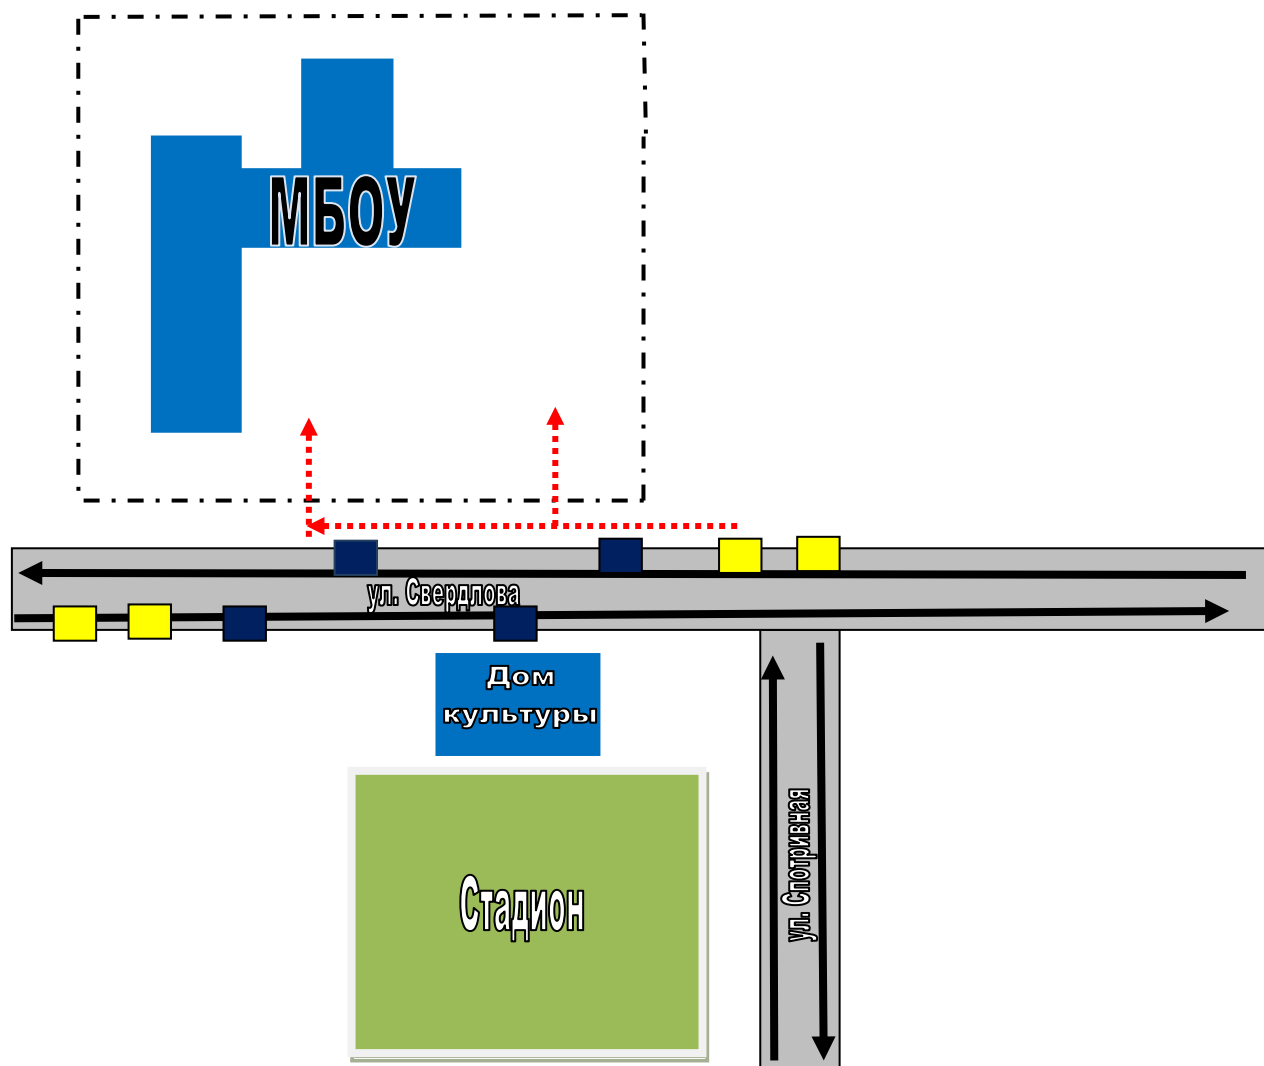 МБОУ
ул. Свердлова
Дом
культуры
ул. Спотривная
Стадион